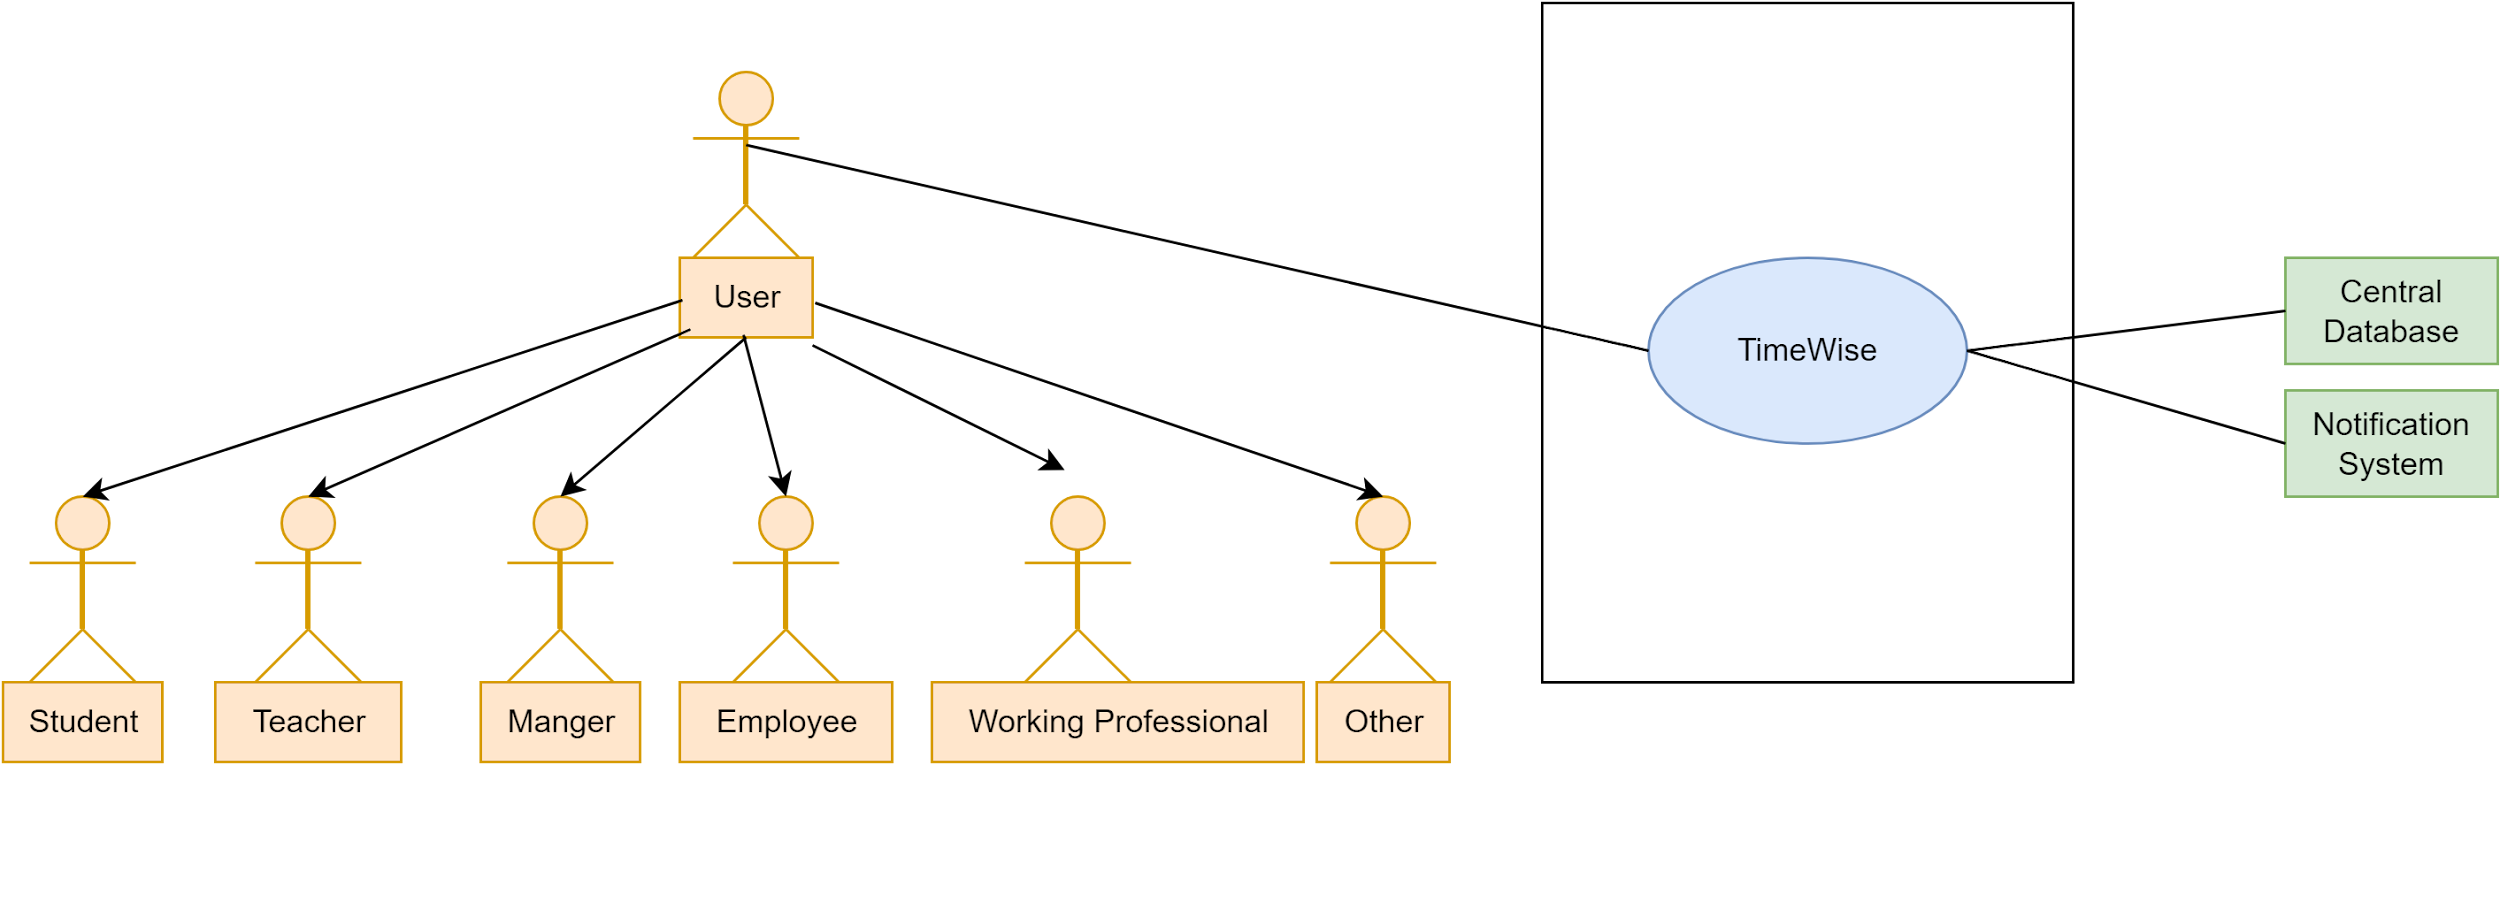 User
TimeWise
Central
Database
Notification
System
Student
Teacher
Manger
Employee
Working Professional
Other